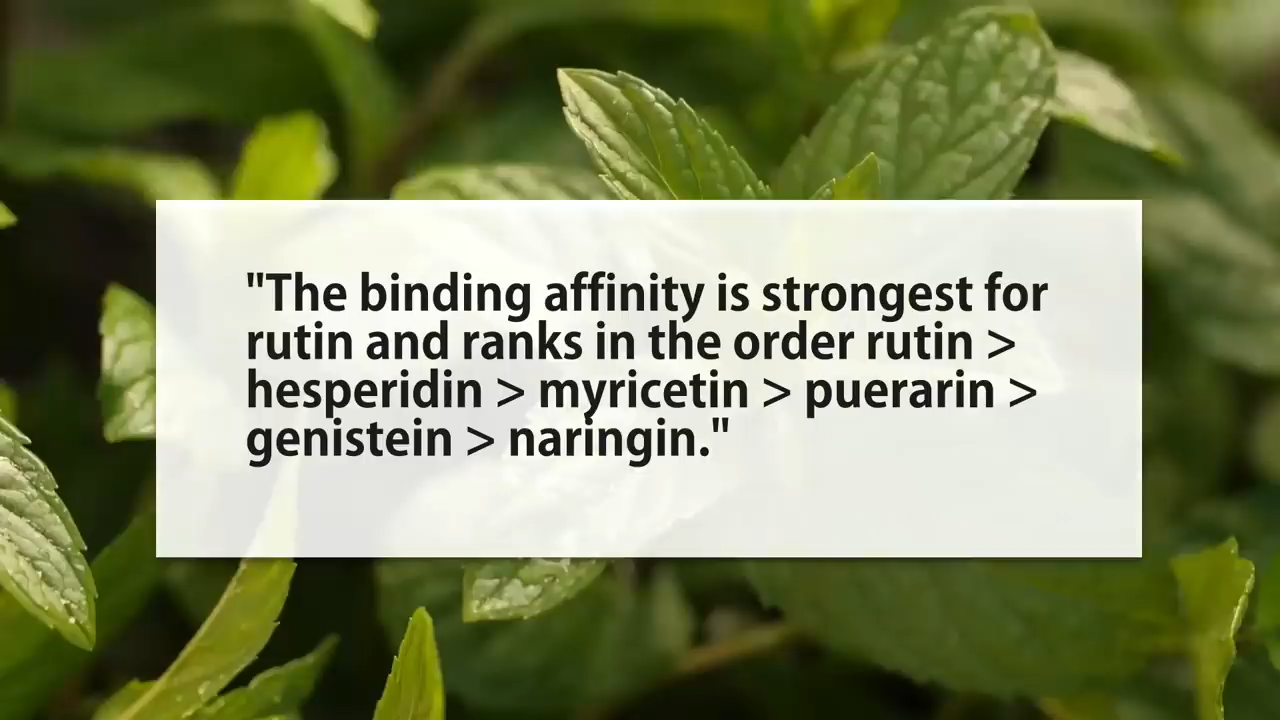 "The binding affinity is strongest for
rutin and ranks in the order rutin >
hesperidin > myricetin > puerarin >
genistein > naringin."